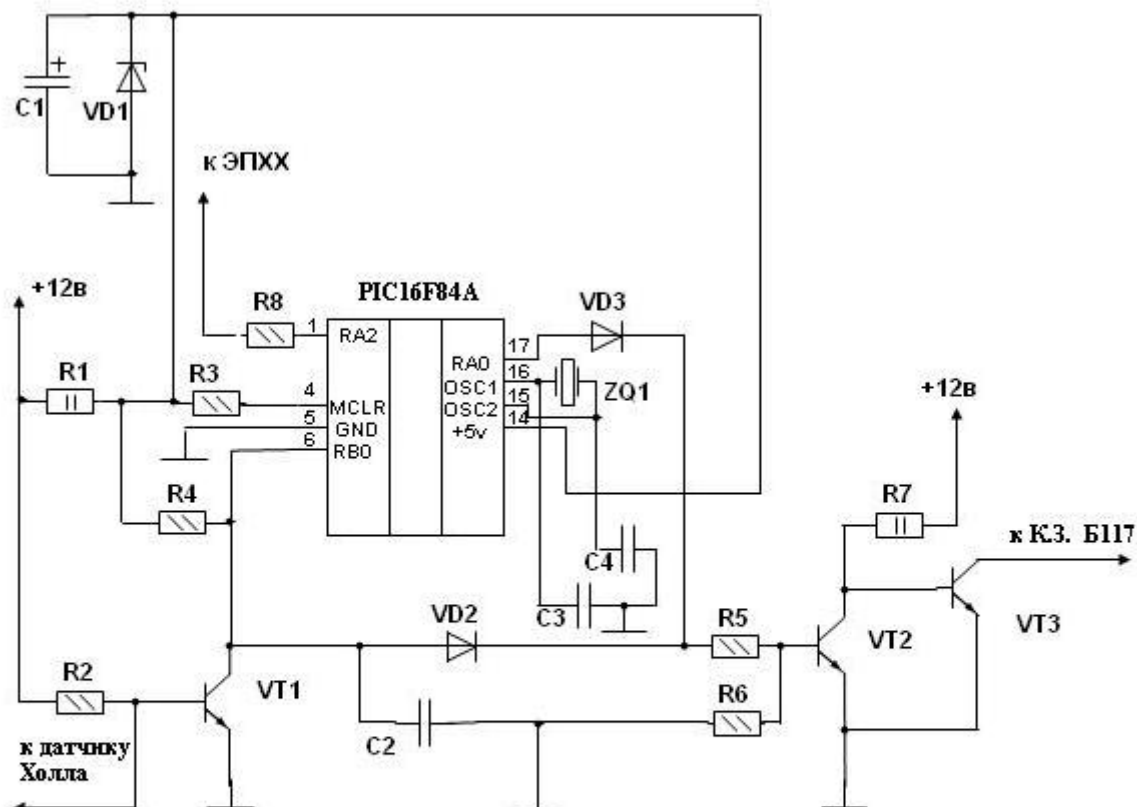 +
C1
VD1
к ЭПХХ
+12в
R8
PIC16F84A
VD3
1
RA2
17
RA0
R1
R3
4
MCLR
16
OSC1
ZQ1
+12в
5
GND
15
OSC2
6
RB0
14
+5v
R4
R7
к К.З. Б117
C4
C3
VD2
R5
VT2
VT3
R2
VT1
R6
C2
к датчику
Холла